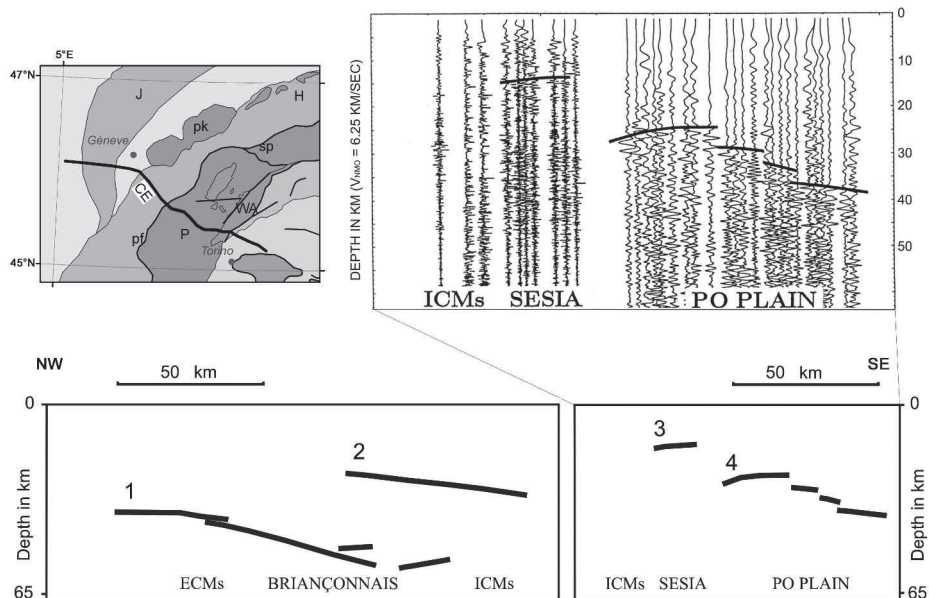 5°E
47°N
J
H
pk
Gèneve
sp
CE
WA
pf
P
Torino
45°N
DEPTH IN KM (VNMO = 6.25 KM/SEC)
0
10
20
30
40
50
ICMs SESIA PO PLAIN
NW
SE
50 km
50 km
0
0
1
2
3
4
Depth in km
Depth in km
ECMs BRIANÇONNAIS ICMs
ICMs SESIA PO PLAIN
65
65